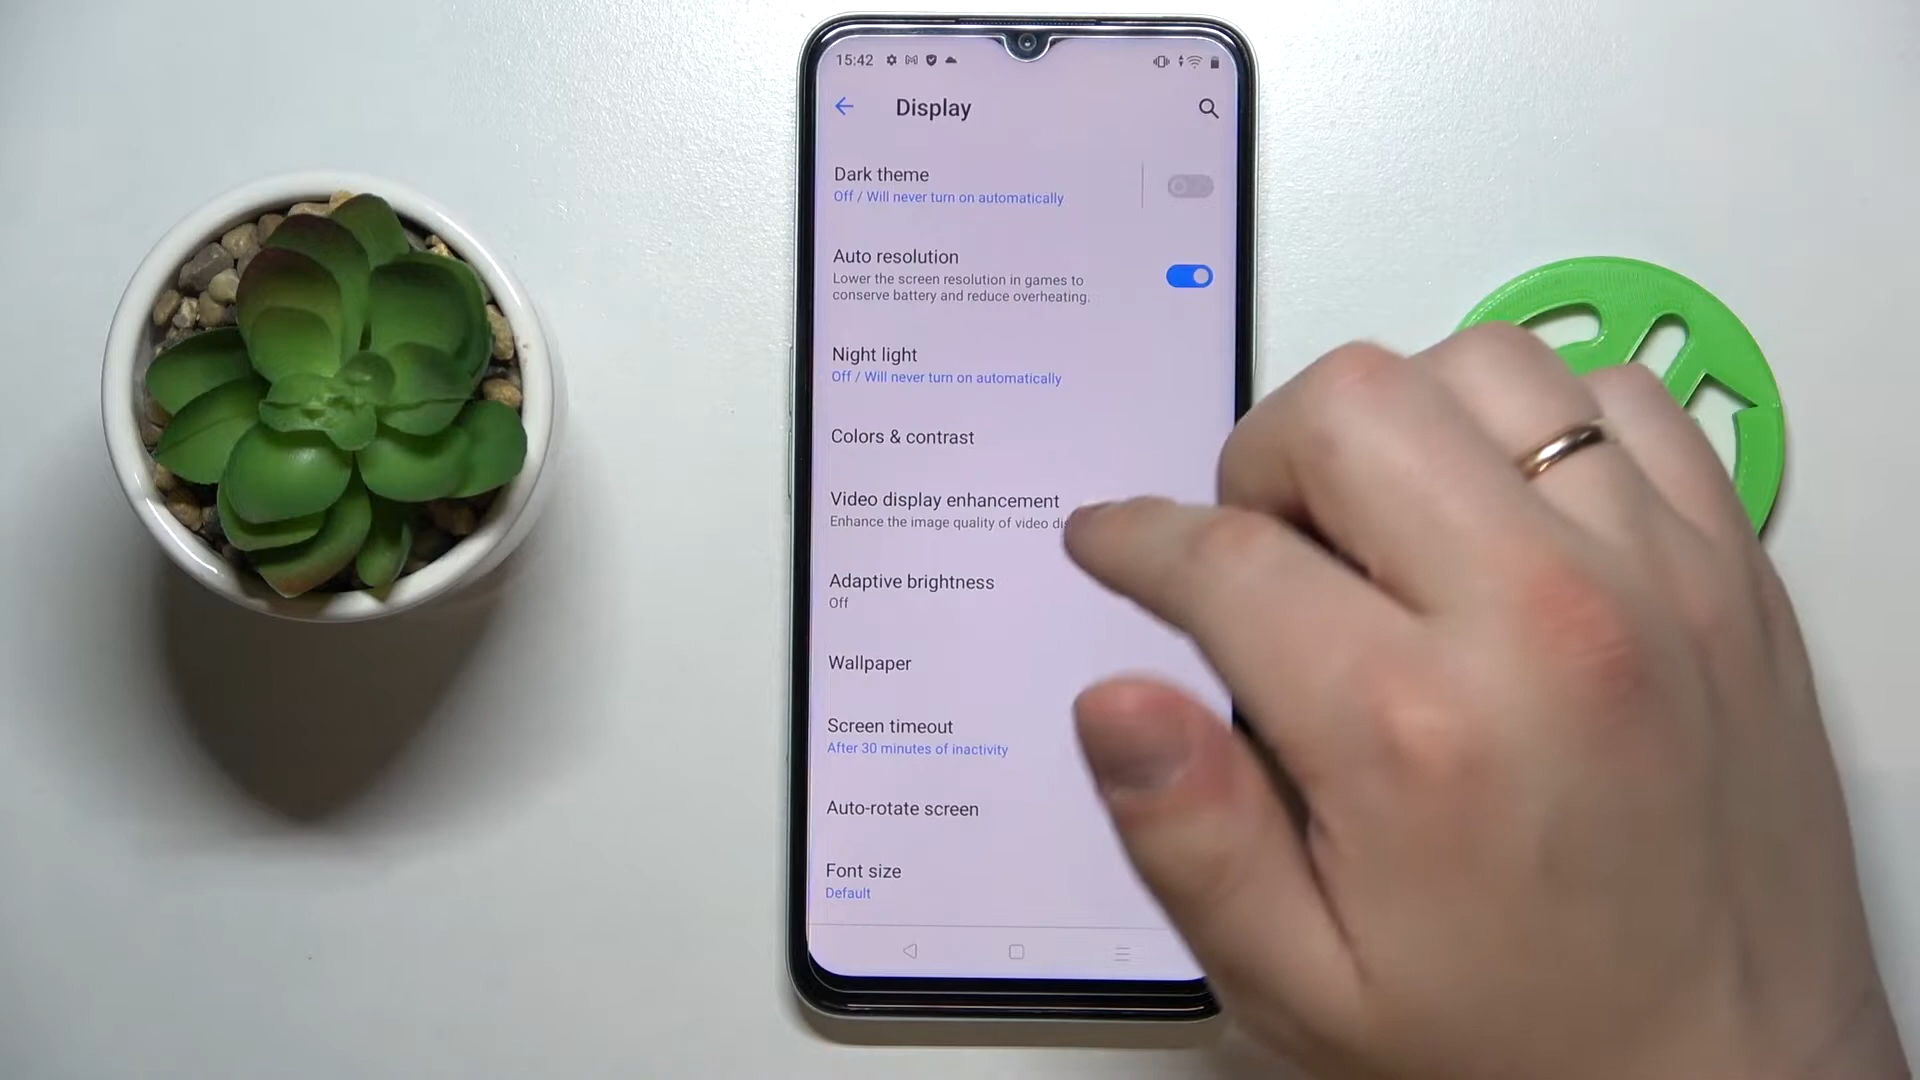 15:42
Display
Dark theme
Off / Will never turn on automatically
Auto resolution
Lower the screen resolution in games to
conserve battery and reduce overheating.
Night light
Off / Will never turn on automatically
Colors & contrast
Video display enhancement
Enhance the image quality of video
Adaptive brightness
Off
Wallpaper
Screen timeout
After 30 minutes of inactivity
Auto-rotate screen
Font size
Default